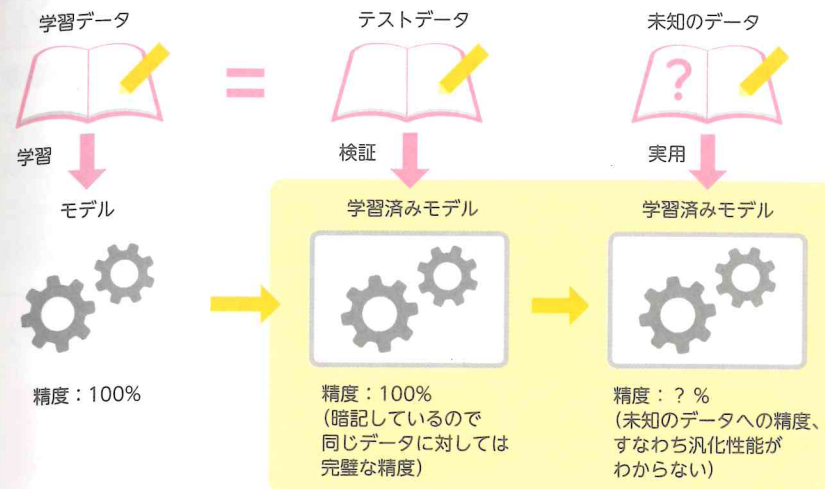 学習データ
テストデータ
未知のデータ
?
学習
検証
実用
モデル
学習済みモデル
学習済みモデル
精度:100%
精度:100%
(暗記しているので
同じデータに対しては
完璧な精度)
精度:?%
(未知のデータへの精度、
すなわち汎化性能が
わからない)